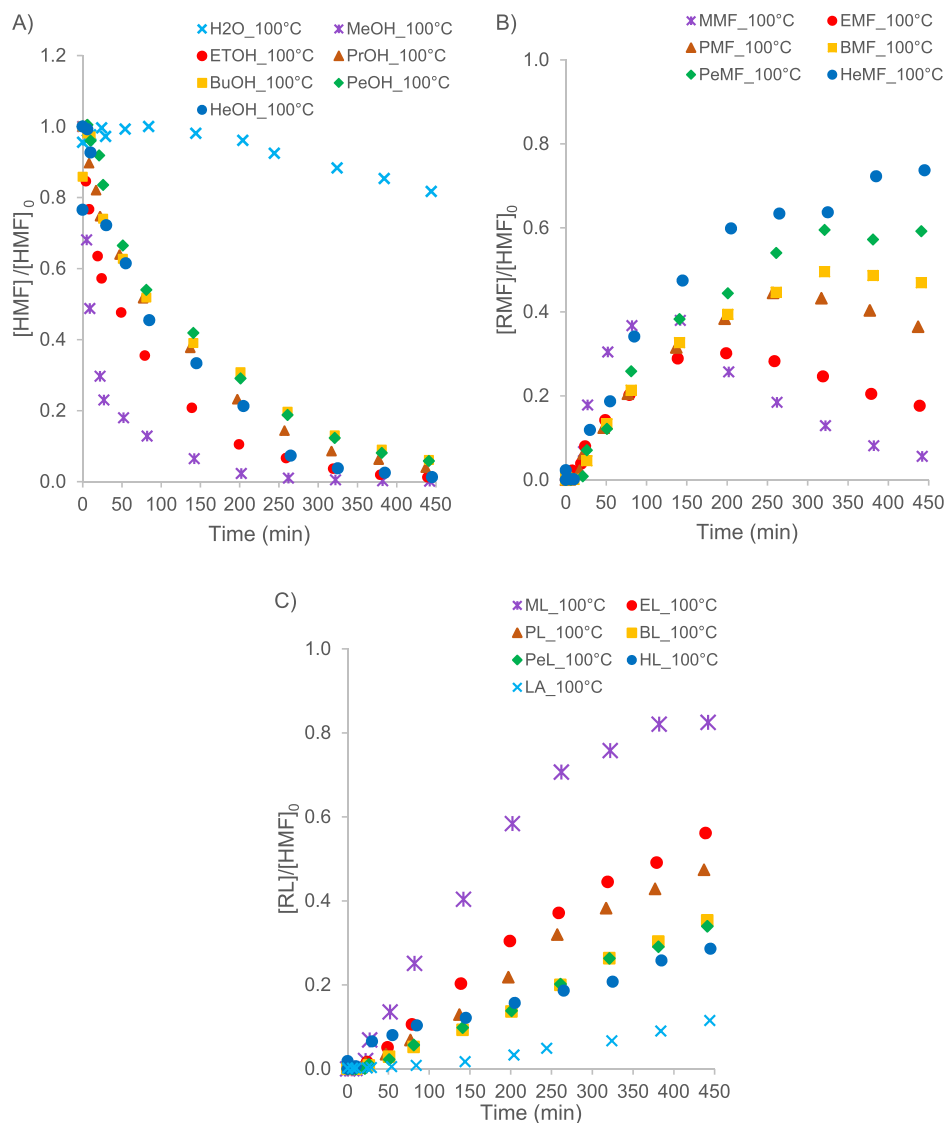 A)
H2O_100°C MeOH_100°C
ETOH_100°C PrOH_100°C
BuOH_100°C PeOH_100°C
HeOH_100°C
1.2
1.0
0.8
0.6
0.4
0.2
0.0
[HMF]/[HMF]0
0 50 100 150 200 250 300 350 400 450
Time (min)
B)
MMF_100°C EMF_100°C
PMF_100°C BMF_100°C
PeMF_100°C HeMF_100°C
1.0
0.8
0.6
0.4
0.2
0.0
[RMF]/[HMF]0
0 50 100 150 200 250 300 350 400 450
Time (min)
C)
ML_100°C EL_100°C
PL_100°C BL_100°C
PeL_100°C HL_100°C
LA_100°C
1.0
0.8
0.6
0.4
0.2
0.0
[RL]/[HMF]0
0 50 100 150 200 250 300 350 400 450
Time (min)